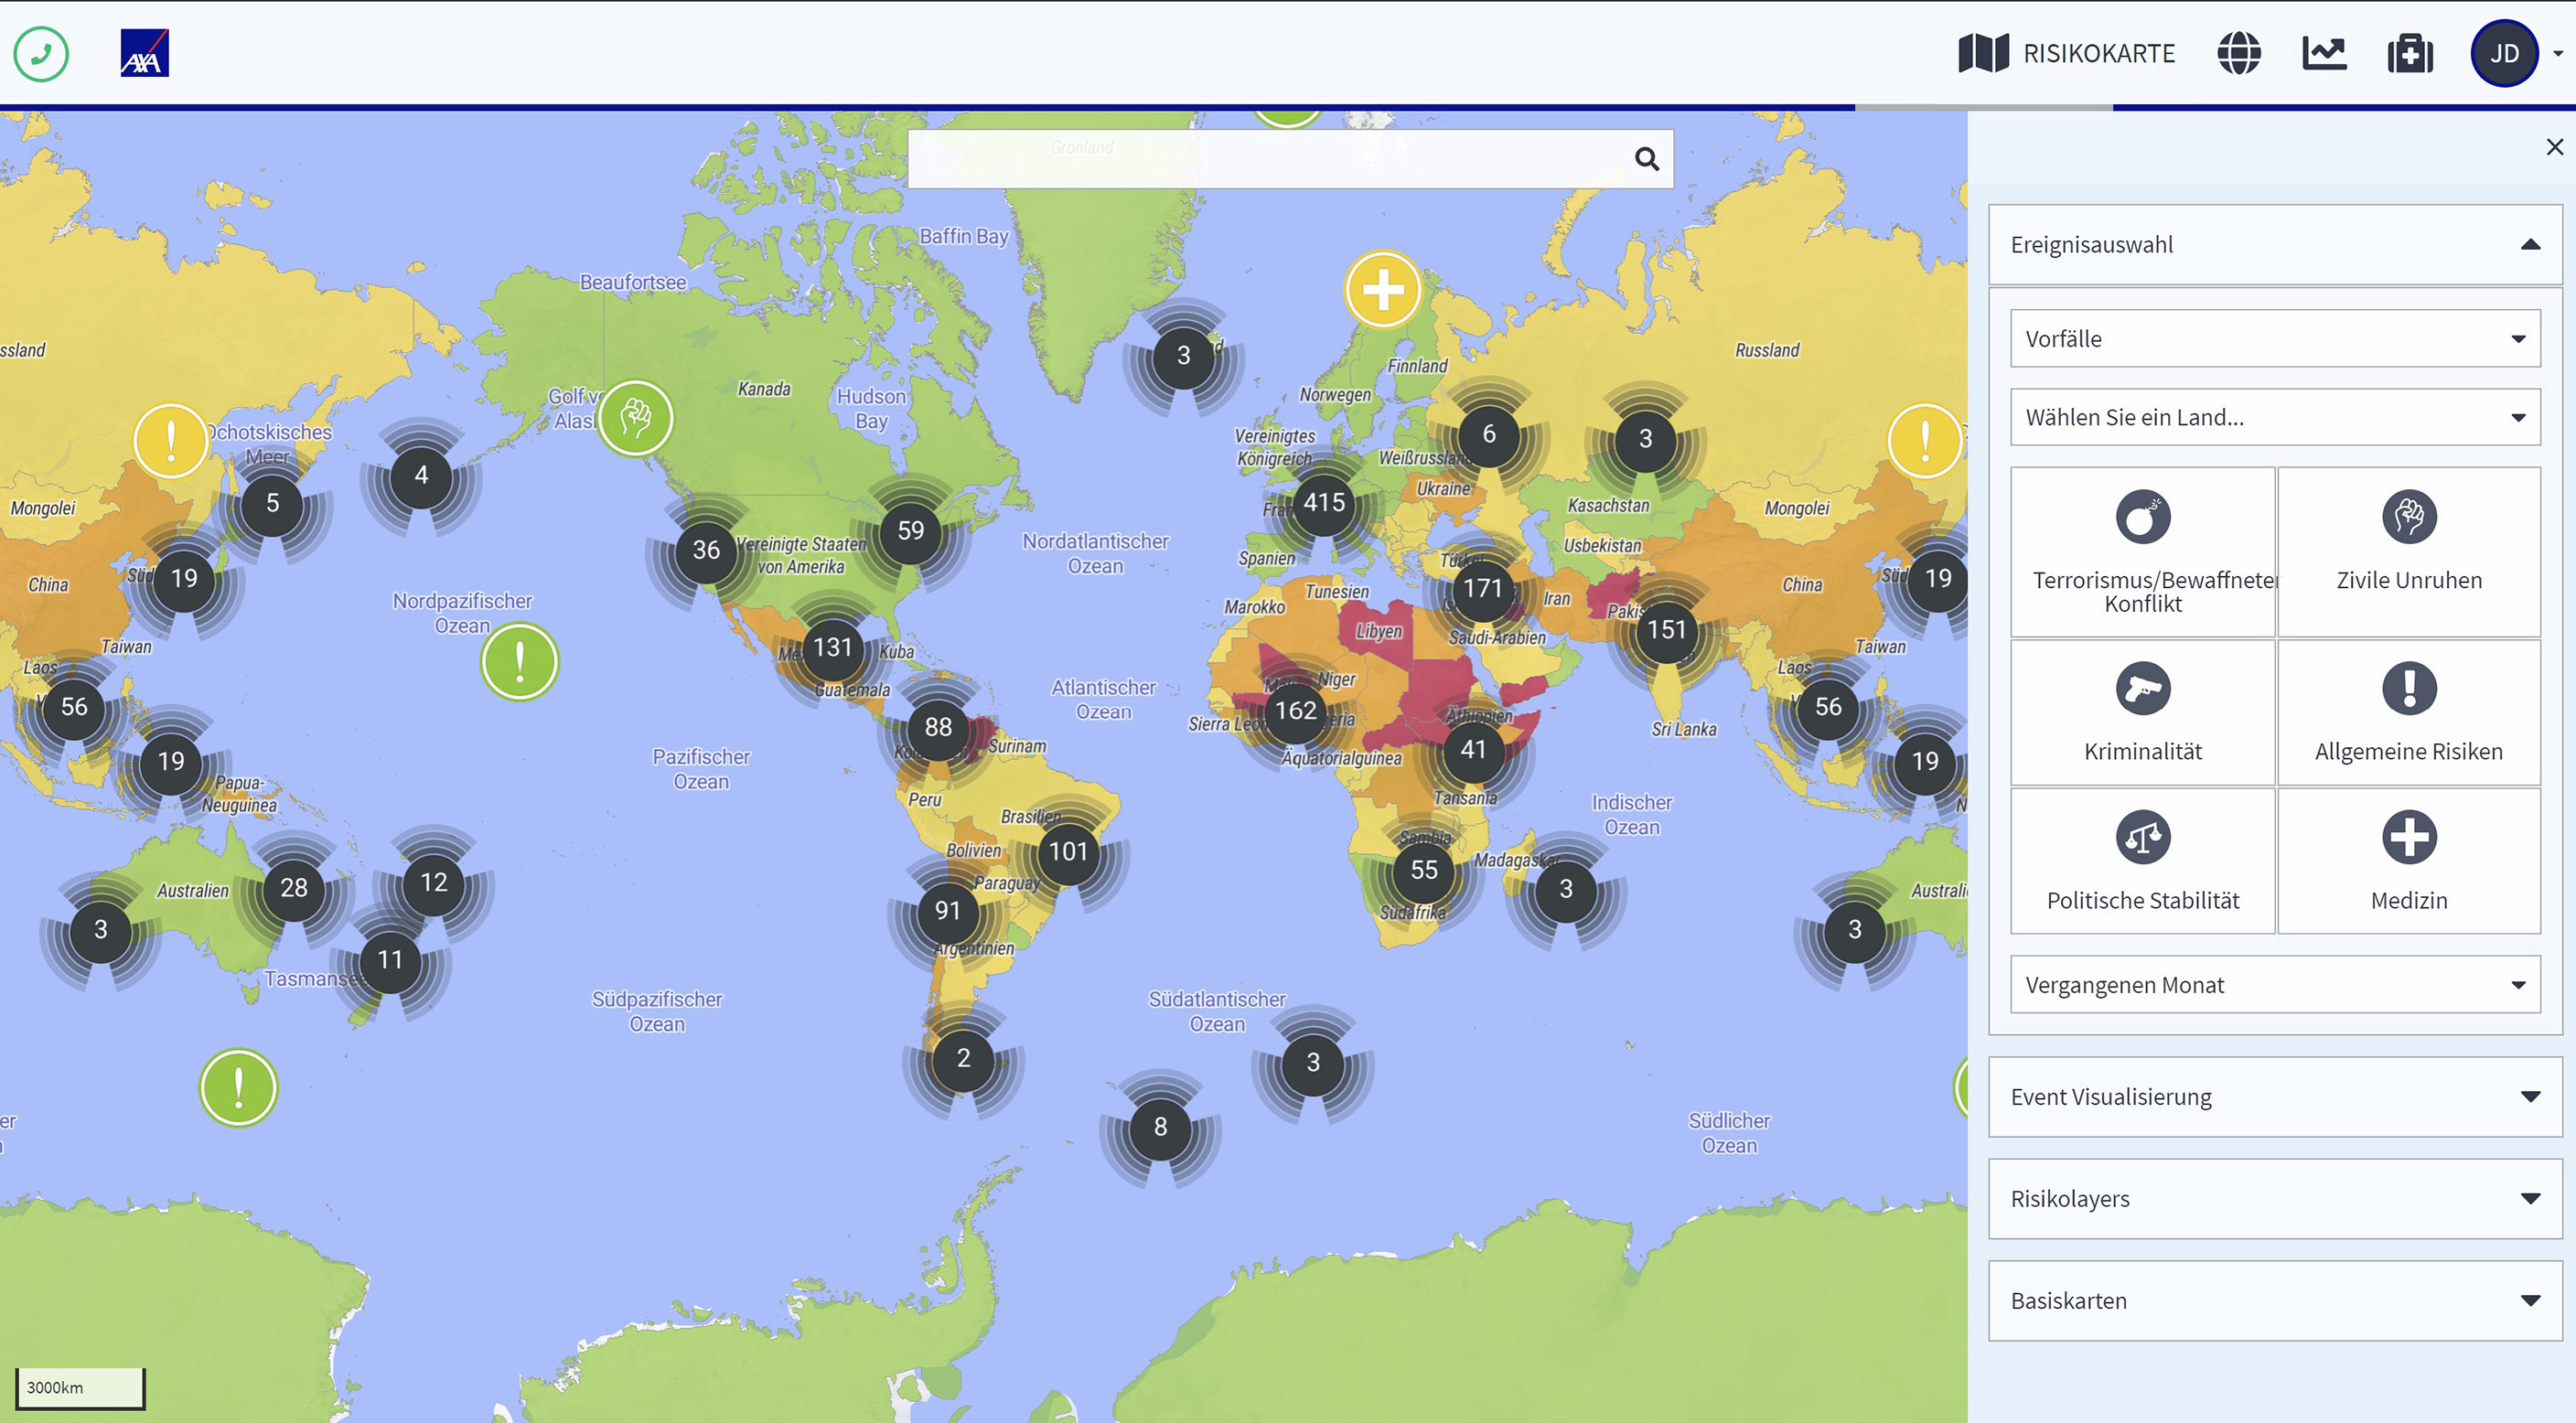 AXA
RISIKOKARTE
JD
Grönland
Baffin Bay
Beaufortsee
Russland
ssland
3
Finnland
Kanada
Norwegen
Hudson
Bay
Golf v
Alas
Ochotskisches
Meer
6
3
Vereinigtes
Königreich
Weißrussland
4
5
Mongolei
415
Ukraine
Kasachstan
Mongolei
36
59
Vereinigte Staaten
von Amerika
Nordatlantischer
Ozean
Spanien
Usbekistan
19
China
Nordpazifischer
Ozean
Tunesien
Marokko
171
Iran
China
19
Libyen
151
Saudi-Arabien
131
Kuba
Taiwan
Taiwan
Laos
Laos
Guatemala
Niger
Atlantischer
Ozean
56
162
56
88
Sierra Leon
Äthiopien
Sri Lanka
Surinam
41
Äquatorialguinea
19
19
Pazifischer
Ozean
Papua-
Neuguinea
Peru
Tansania
Indischer
Ozean
Brasilien
Sambia
Bolivien
101
Madagaskar
55
3
Australien
28
12
Paraguay
91
Südafrika
Australi
3
11
3
Argentinien
Tasmansee
Südpazifischer
Ozean
Südatlantischer
Ozean
2
3
8
Südlicher
Ozean
er
3000km
Ereignisauswahl
Vorfälle
Wählen Sie ein Land...
Terrorismus/Bewaffneter
Konflikt
Zivile Unruhen
Kriminalität
Allgemeine Risiken
Politische Stabilität
Medizin
Vergangenen Monat
Event Visualisierung
Risikolayers
Basiskarten